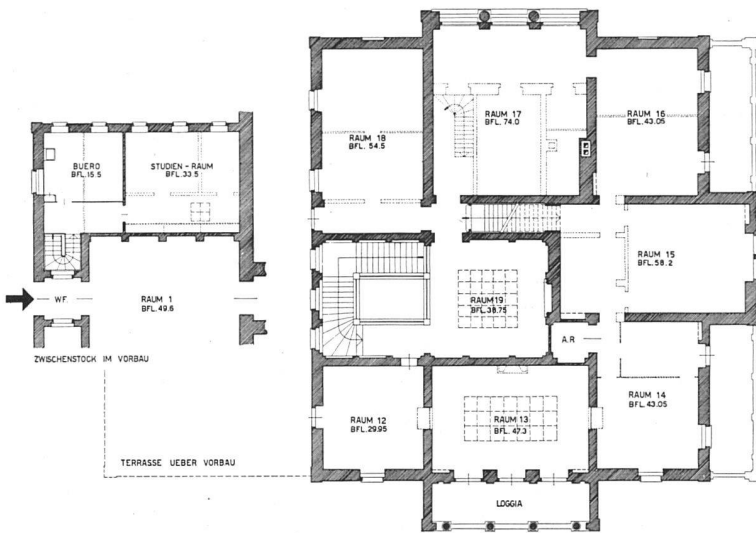 BUERO
BFL.15.5
STUDIEN-RAUM
BFL.33.5
W.F.
RAUM 1
BFL.49.6
ZWISCHENSTOCK IM VORBAU
TERRASSE UEBER VORBAU
RAUM 18
BFL. 54.5
RAUM 17
BFL. 74.0
RAUM 16
BFL. 43.05
RAUM 15
BFL. 58.2
RAUM 19
BFL. 38.75
A.R
RAUM 12
BFL. 29.95
RAUM 13
BFL. 47.3
RAUM 14
BFL. 43.05
LOGGIA